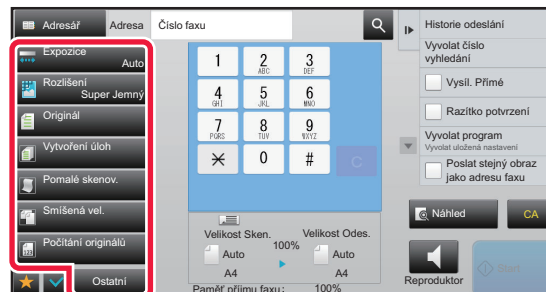 Adresář
Adresa
Číslo faxu
Expozice
Auto
Rozlišení
Super Jemný
Originál
Vytvoření úloh
Pomalé skenov.
Smíšená vel.
Počítání originálů
Ostatní
1
2
ABC
3
DEF
4
GHI
5
JKL
6
MNO
7
PQRS
8
TUV
9
WXYZ
0
#
C
Velikost Sken.
100%
Velikost Odes.
Auto
A4
Auto
A4
Paměť příjmu faxu:
100%
Historie odeslání
Vyvolat číslo
vyhledání
Vysíl. Přímé
Razítko potvrzení
Vyvolat program
Vyvolat uložená nastavení
Poslat stejný obraz
jako adresu faxu
Náhled
CA
Reproduktor
Start